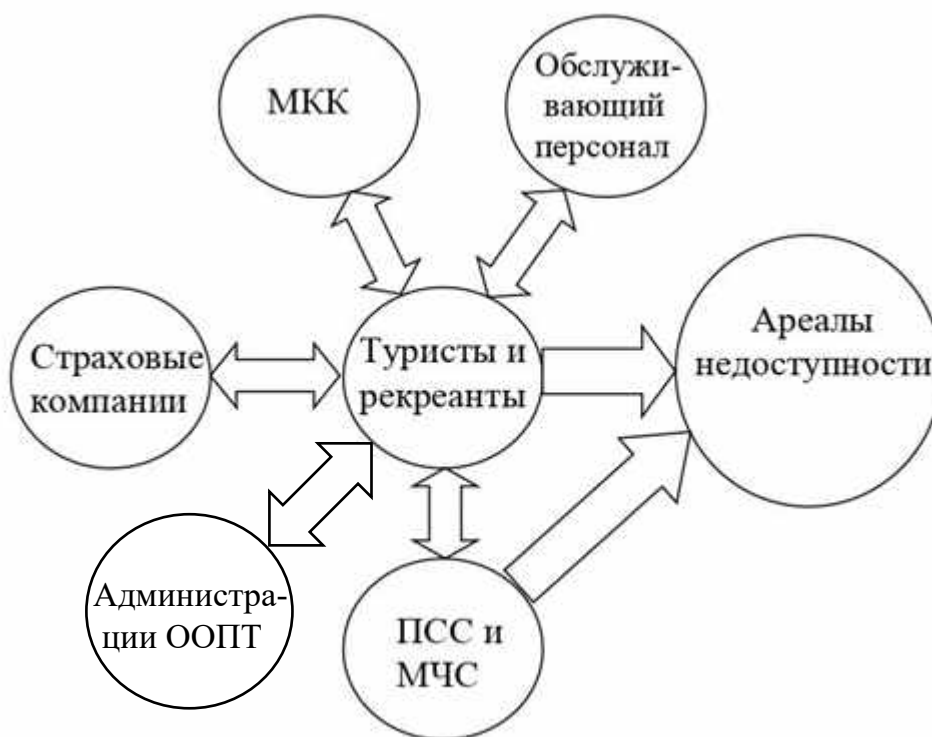 МКК
Обслужи-
вающий
персонал
Страховые
компании
Туристы и
рекреанты
Ареалы
недоступности
Администра-
ции ООПТ
ПСС и
МЧС